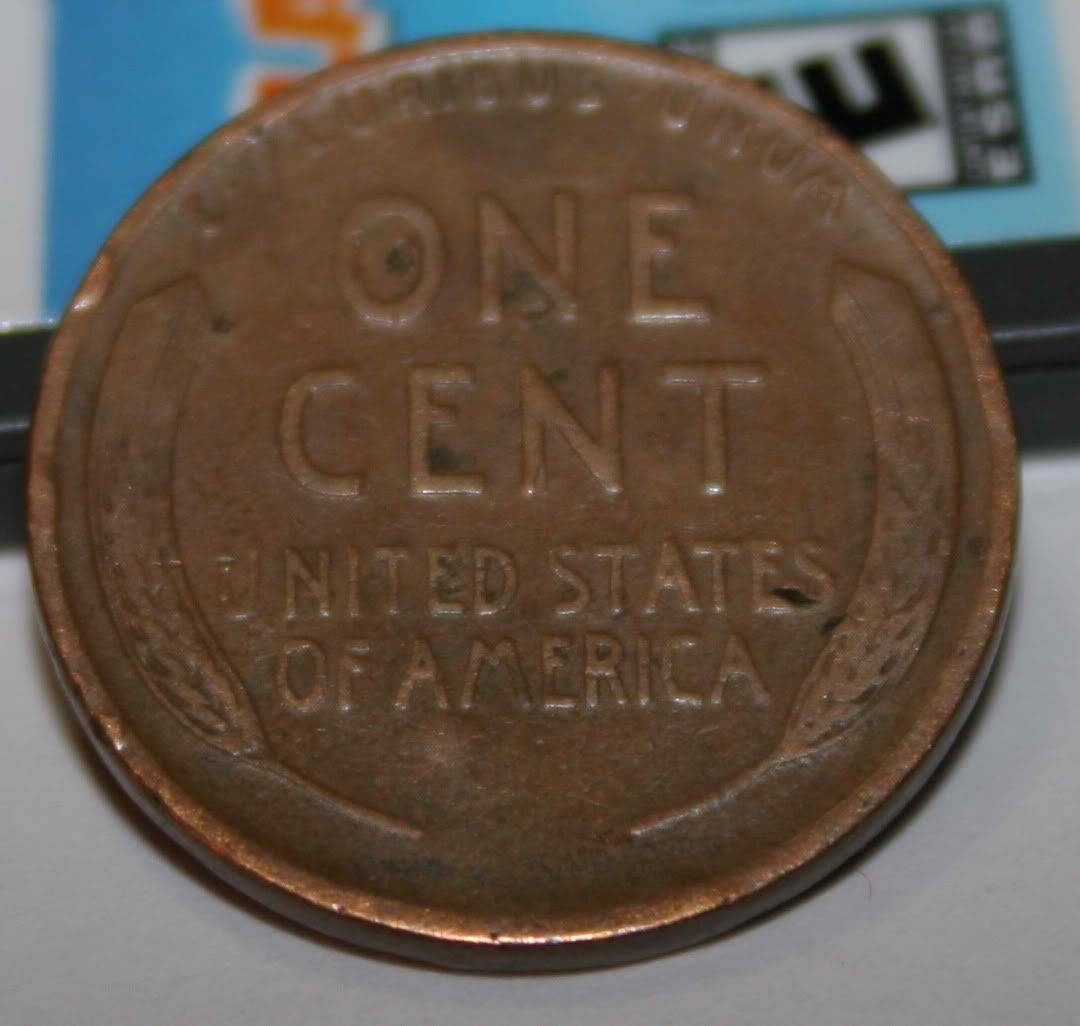 E PLURIBUS · UNUM
ONE
CENT
UNITED STATES
OF AMERICA
E